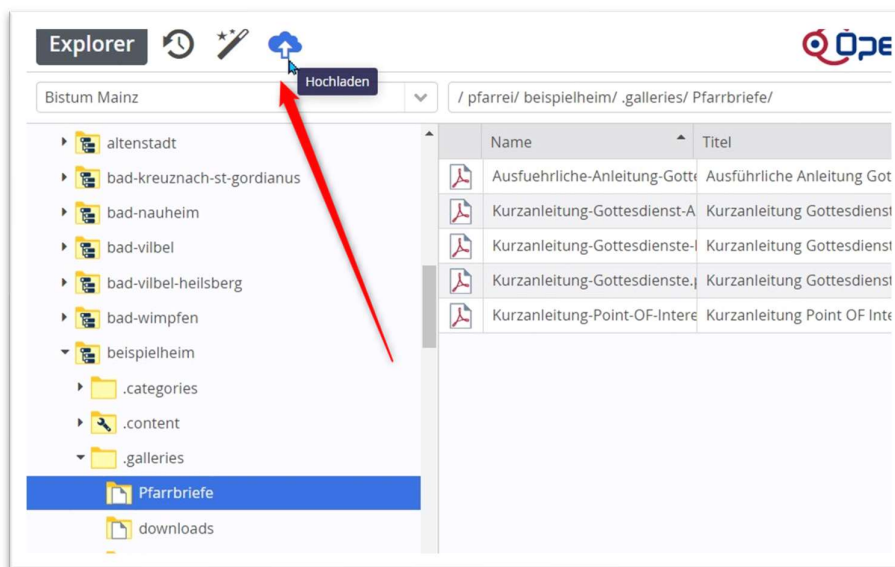 Explorer
Hochladen
Bistum Mainz
/ pfarrei/ beispielheim/ .galleries/ Pfarrbriefe/
altenstadt
bad-kreuznach-st-gordianus
bad-nauheim
bad-vilbel
bad-vilbel-heilsberg
bad-wimpfen
beispielheim
.categories
.content
.galleries
Pfarrbriefe
downloads
Name Titel
Ausfuehrliche-Anleitung-Gotte Ausführliche Anleitung Got
Kurzanleitung-Gottesdienst-A Kurzanleitung Gottesdienst
Kurzanleitung-Gottesdienste- Kurzanleitung Gottesdienst
Kurzanleitung-Gottesdienste. Kurzanleitung Gottesdienst
Kurzanleitung-Point-OF-Intere Kurzanleitung Point OF Inte